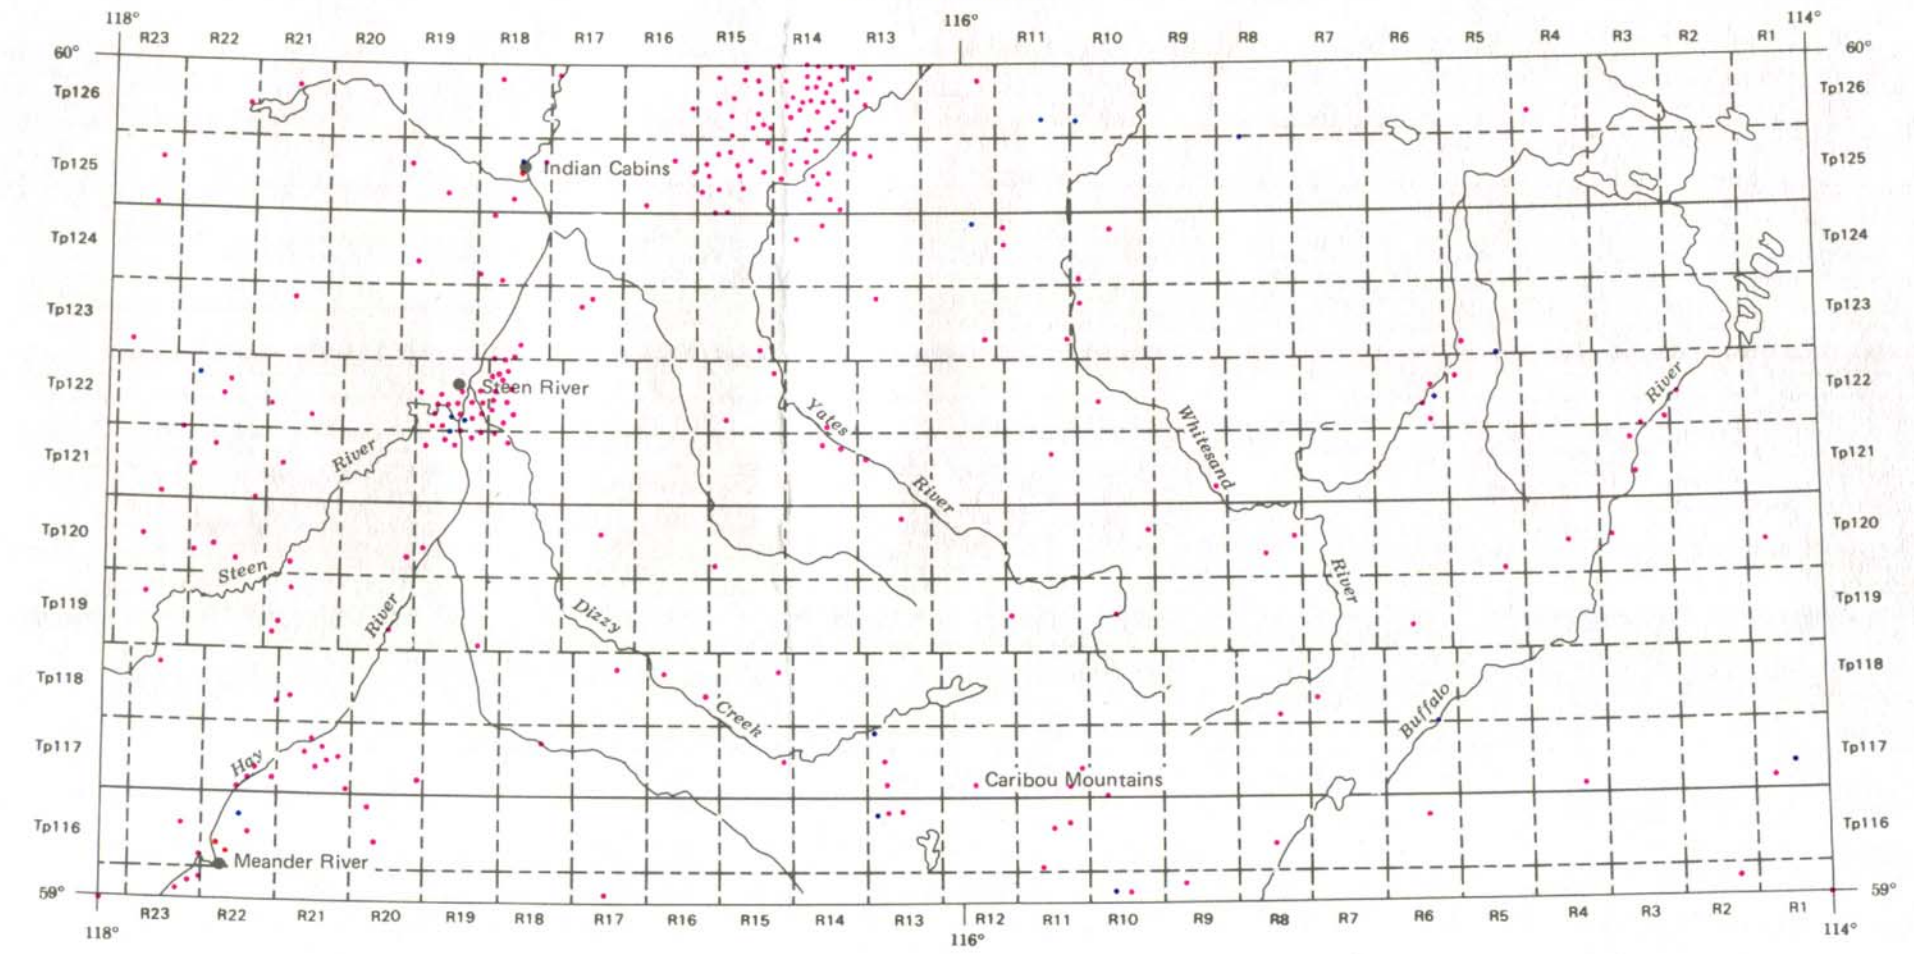 118° 116° 114°
R23 R22 R21 R20 R19 R18 R17 R16 R15 R14 R13 R11 R10 R9 R8 R7 R6 R5 R4 R3 R2 R1
60° 60°
Tp126 Tp126
Tp125 Indian Cabins Tp125
Tp124 Tp124
Tp123 Tp123
Tp122 Steen River River Tp122
Yates Whitesand
River Tp121 Tp121
River
Tp120 Tp120
Steen River
Tp119 River Dizzy Tp119
Tp118 Tp118
Creek Buffalo
Tp117 Hay Tp117
Caribou Mountains
Tp116 Tp116
Meander River
59° 59°
R23 R22 R21 R20 R19 R18 R17 R16 R15 R14 R13 R12 R11 R10 R9 R8 R7 R6 R5 R4 R3 R2 R1
118° 116° 114°